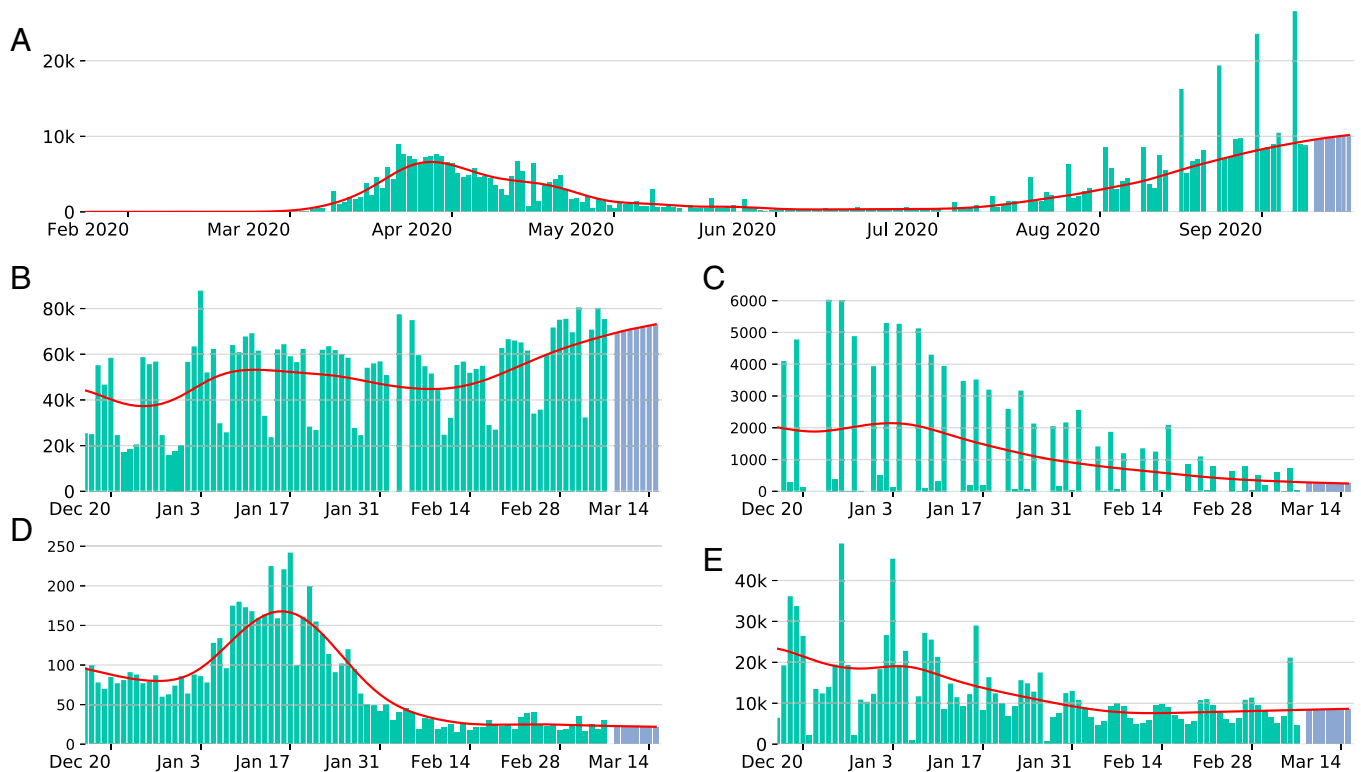 A
20k
10k
0
Feb 2020 Mar 2020 Apr 2020 May 2020 Jun 2020 Jul 2020 Aug 2020 Sep 2020
B
80k
60k
40k
20k
0
Dec 20 Jan 3 Jan 17 Jan 31 Feb 14 Feb 28 Mar 14
C
6000
5000
4000
3000
2000
1000
0
Dec 20 Jan 3 Jan 17 Jan 31 Feb 14 Feb 28 Mar 14
D
250
200
150
100
50
0
Dec 20 Jan 3 Jan 17 Jan 31 Feb 14 Feb 28 Mar 14
E
40k
30k
20k
10k
0
Dec 20 Jan 3 Jan 17 Jan 31 Feb 14 Feb 28 Mar 14